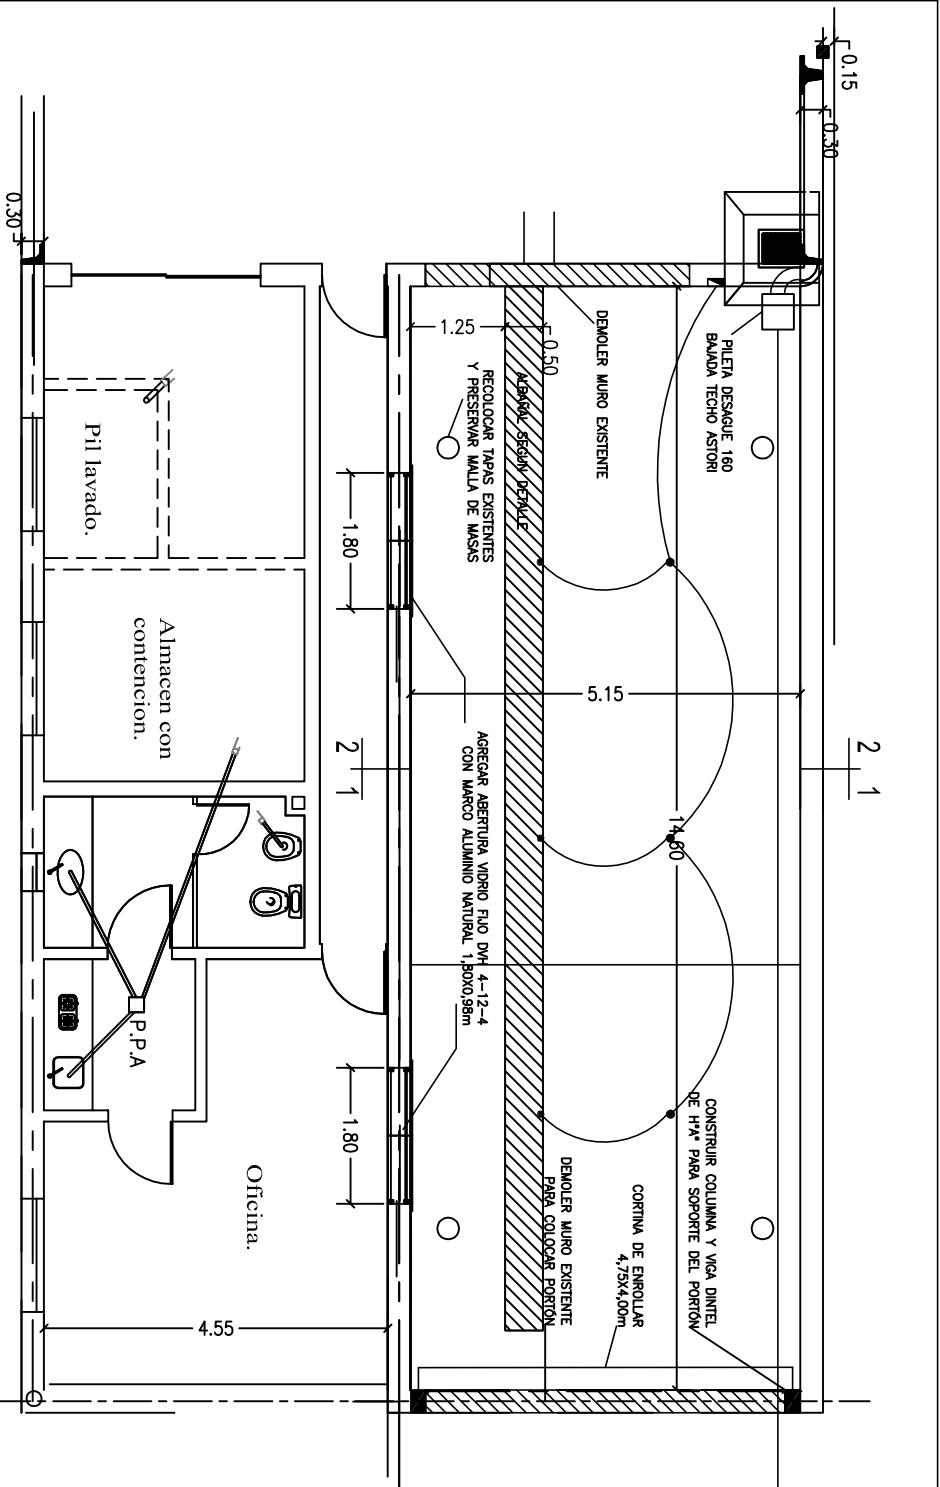 0.15
0.30
0.30
PILETA DESAGUE 160
BAJADA TECHO ASTORI
DEMOLER MURO EXISTENTE
1.25
0.50
ALBAÑAL SEGUN DETALLE
RECOLOCAR TAPAS EXISTENTES
Y PRESERVAR MALLA DE MASAS
Pil lavado.
1.80
Almacen con
contencion.
5.15
2
1
2
1
14.60
AGREGAR ABERTURA VIDRIO FIJO DVH 4-12-4
CON MARCO ALUMINIO NATURAL 1,80X0,98m
P.P.A
1.80
Oficina.
CONSTRUIR COLUMNA Y VIGA DINTEL
DE HºAº PARA SOPORTE DEL PORTÓN
CORTINA DE ENROLLAR
4,75X4,00m
DEMOLER MURO EXISTENTE
PARA COLOCAR PORTÓN
4.55